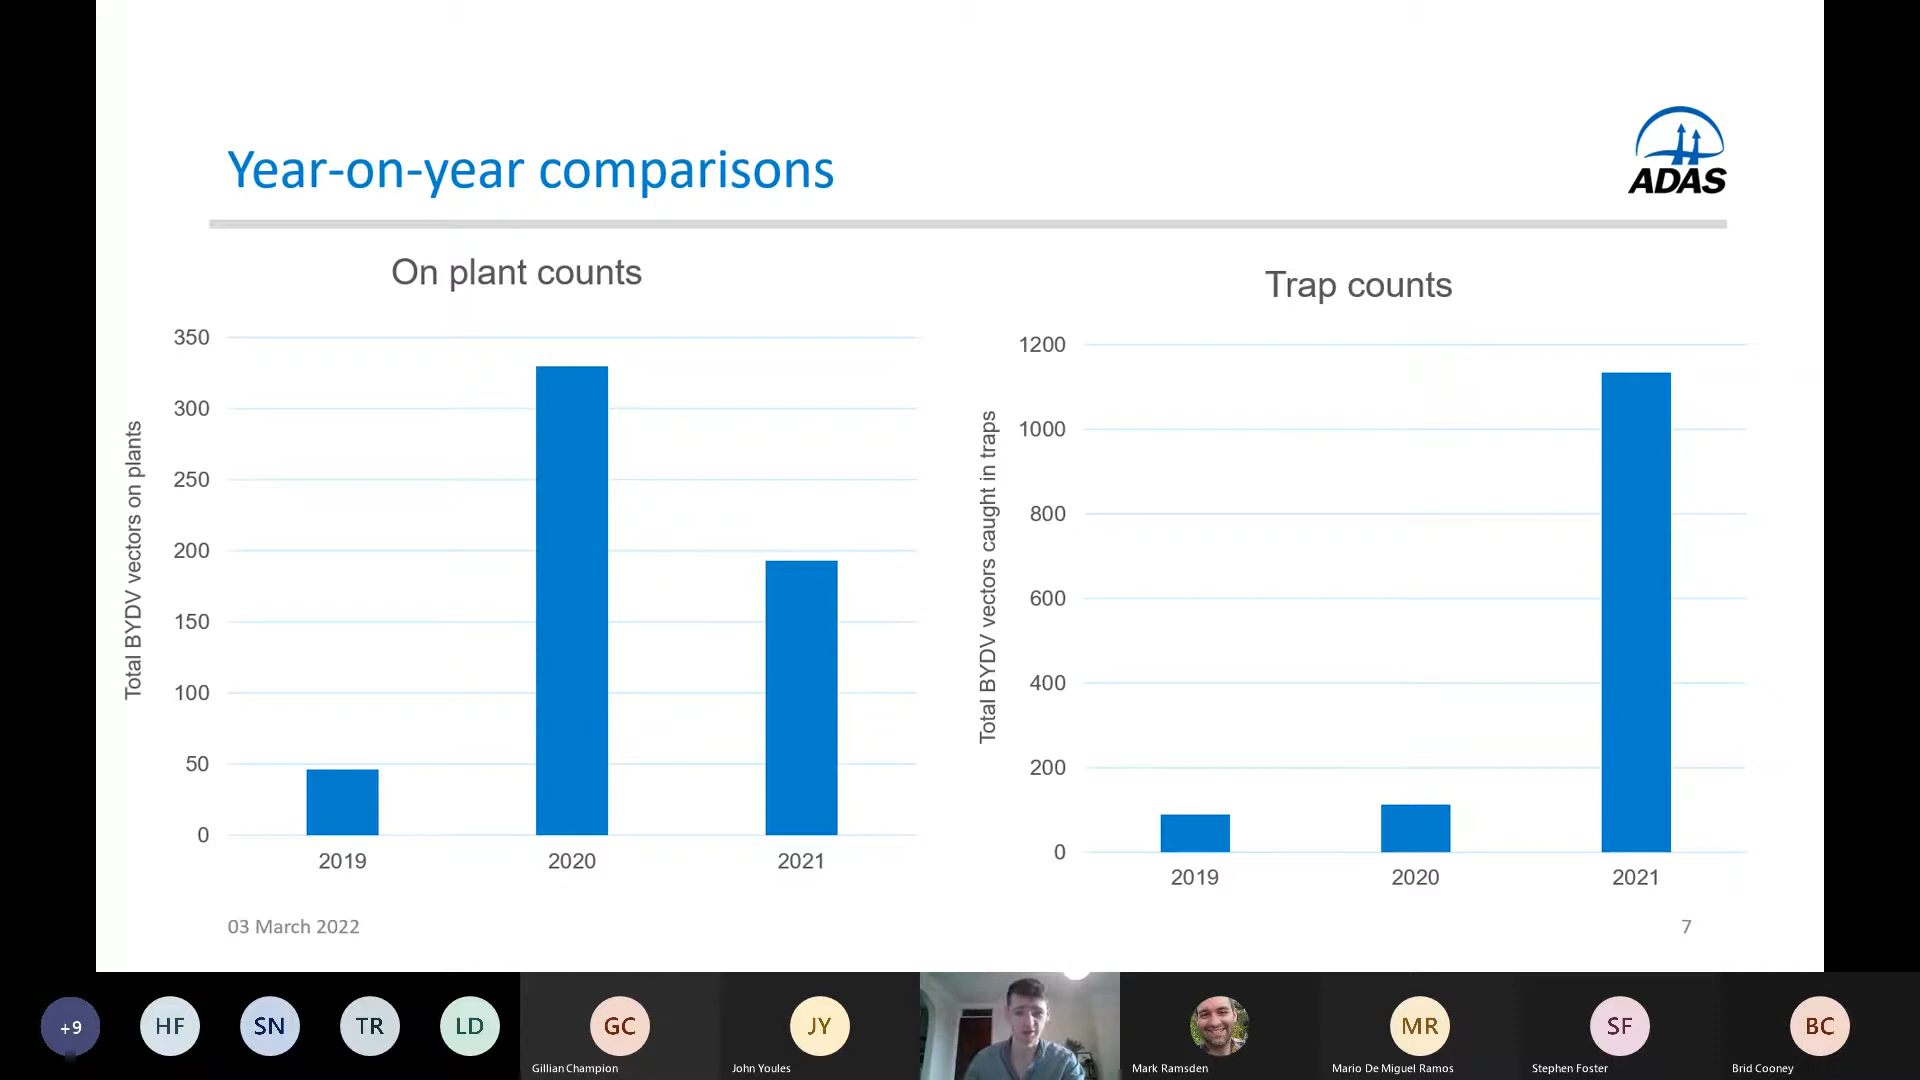 Year-on-year comparisons
ADAS
On plant counts
Total BYDV vectors on plants
350
300
250
200
150
100
50
0
2019 2020 2021
Trap counts
Total BYDV vectors caught in traps
1200
1000
800
600
400
200
0
2019 2020 2021
03 March 2022
7
+9
HF
SN
TR
LD
GC
Gillian Champion
JY
John Youles
Mark Ramsden
MR
Mario De Miguel Ramos
SF
Stephen Foster
BC
Brid Cooney